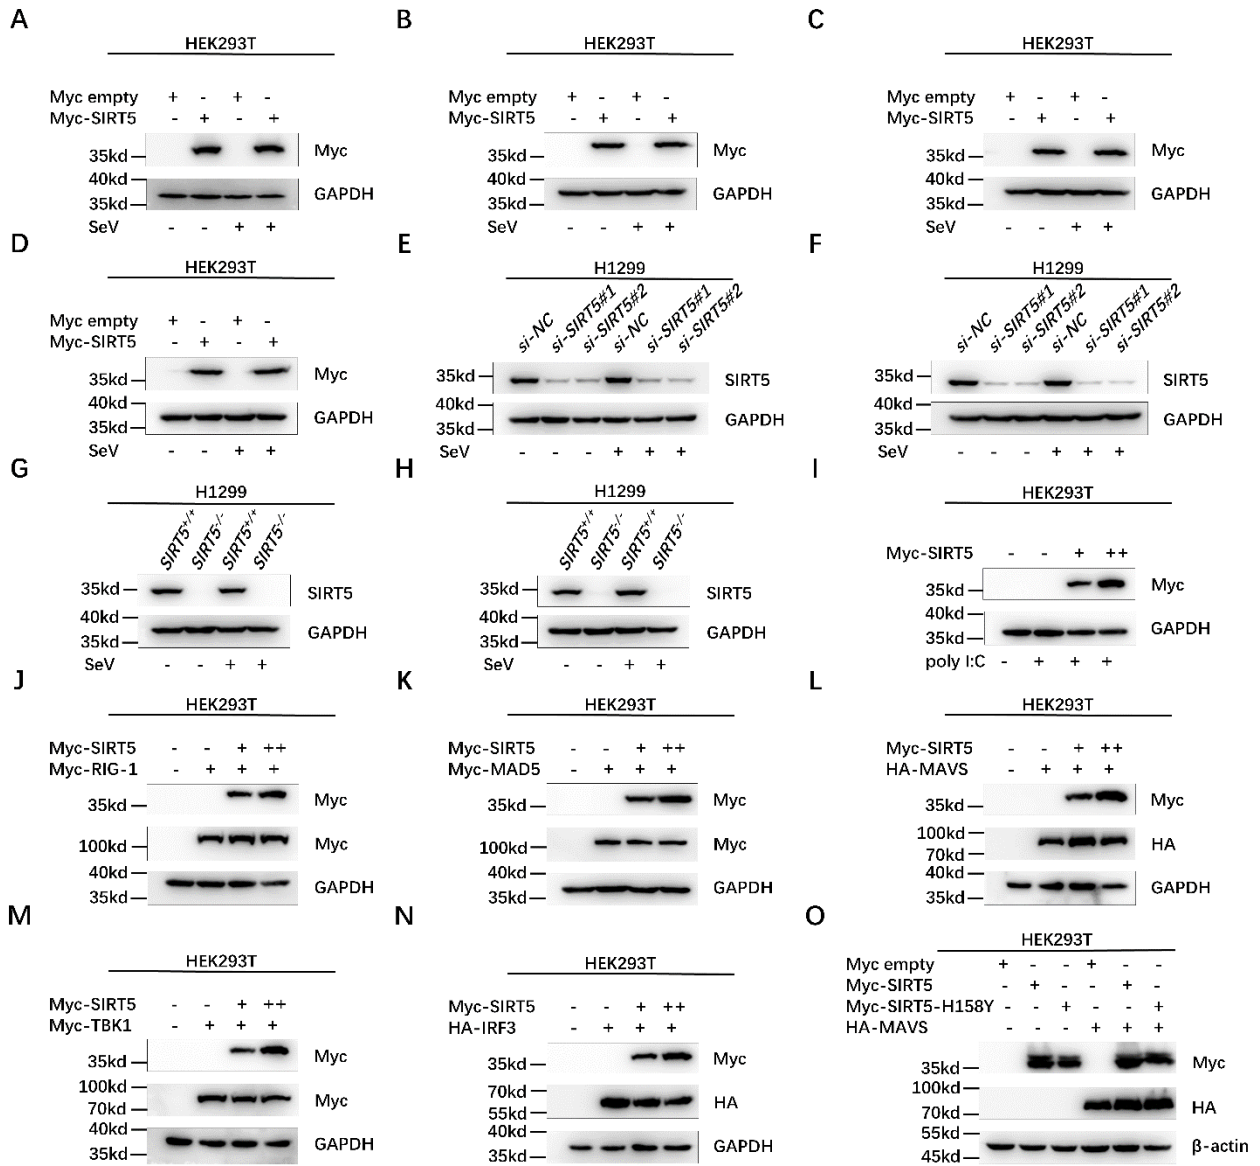 A
HEK293T
Myc empty + - + -
Myc-SIRT5 - + - +
35kd Myc
40kd
35kd GAPDH
SeV - - + +
B
HEK293T
Myc empty + - + -
Myc-SIRT5 - + - +
35kd Myc
40kd
35kd GAPDH
SeV - - + +
C
HEK293T
Myc empty + - + -
Myc-SIRT5 - + - +
35kd Myc
40kd
35kd GAPDH
SeV - - + +
D
HEK293T
Myc empty + - + -
Myc-SIRT5 - + - +
35kd Myc
40kd
35kd GAPDH
SeV - - + +
E
H1299
si-NC si-SIRT5#1 si-SIRT5#2 si-NC si-SIRT5#1 si-SIRT5#2
35kd SIRT5
40kd
35kd GAPDH
SeV - - - + + +
F
H1299
si-NC si-SIRT5#1 si-SIRT5#2 si-NC si-SIRT5#1 si-SIRT5#2
35kd SIRT5
40kd
35kd GAPDH
SeV - - - + + +
G
H1299
SIRT5+/+ SIRT5-/- SIRT5+/+ SIRT5-/-
35kd SIRT5
40kd
35kd GAPDH
SeV - - + +
H
H1299
SIRT5+/+ SIRT5-/- SIRT5+/+ SIRT5-/-
35kd SIRT5
40kd
35kd GAPDH
SeV - - + +
I
HEK293T
Myc-SIRT5 - - + ++
35kd Myc
40kd
35kd GAPDH
poly I:C - + + +
J
HEK293T
Myc-SIRT5 - - + ++
Myc-RIG-1 - + + +
35kd Myc
100kd Myc
40kd
35kd GAPDH
K
HEK293T
Myc-SIRT5 - - + ++
Myc-MAD5 - + + +
35kd Myc
100kd Myc
40kd
35kd GAPDH
L
HEK293T
Myc-SIRT5 - - + ++
HA-MAVS - + + +
35kd Myc
100kd
70kd HA
40kd
35kd GAPDH
M
HEK293T
Myc-SIRT5 - - + ++
Myc-TBK1 - + + +
35kd Myc
100kd
70kd Myc
40kd
35kd GAPDH
N
HEK293T
Myc-SIRT5 - - + ++
HA-IRF3 - + + +
35kd Myc
70kd
55kd HA
40kd
35kd GAPDH
O
HEK293T
Myc empty + - - + - -
Myc-SIRT5 - + - - + -
Myc-SIRT5-H158Y - - + - - +
HA-MAVS - - - + + +
35kd Myc
100kd
70kd HA
55kd
45kd β-actin